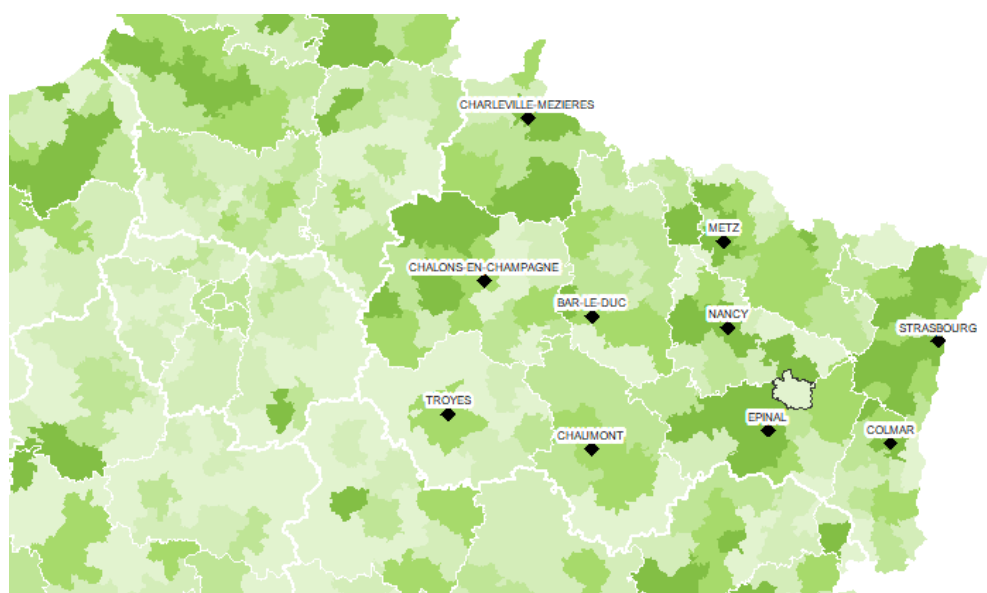 CHARLEVILLE-MEZIERES
METZ
CHALONS-EN-CHAMPAGNE
BAR-LE-DUC
NANCY
STRASBOURG
TROYES
EPINAL
COLMAR
CHAUMONT